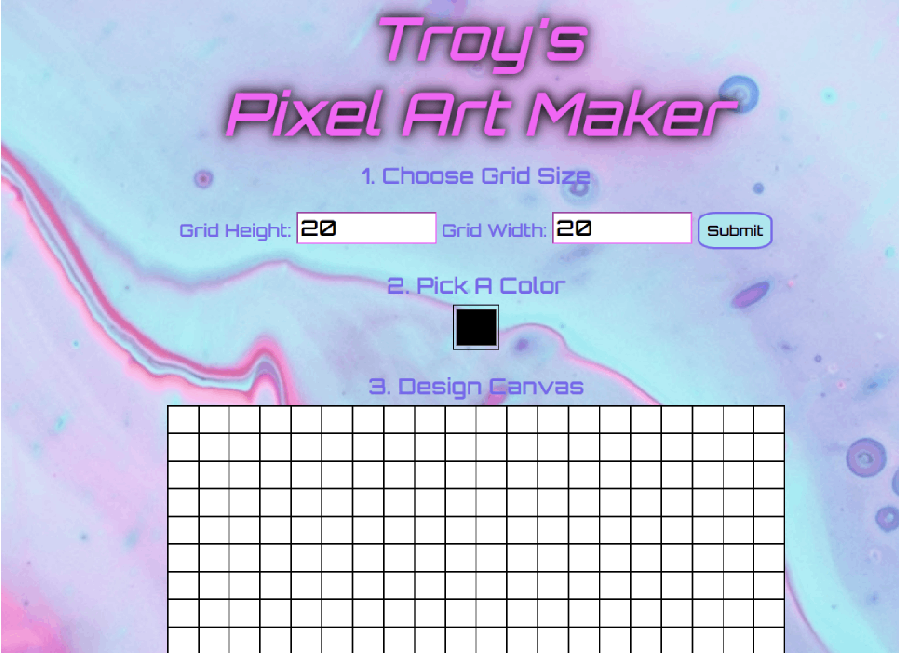 Troy's
Pixel Art Maker
1. Choose Grid Size
Grid Height: 20 Grid Width: 20 Submit
2. Pick A Color
3. Design Canvas